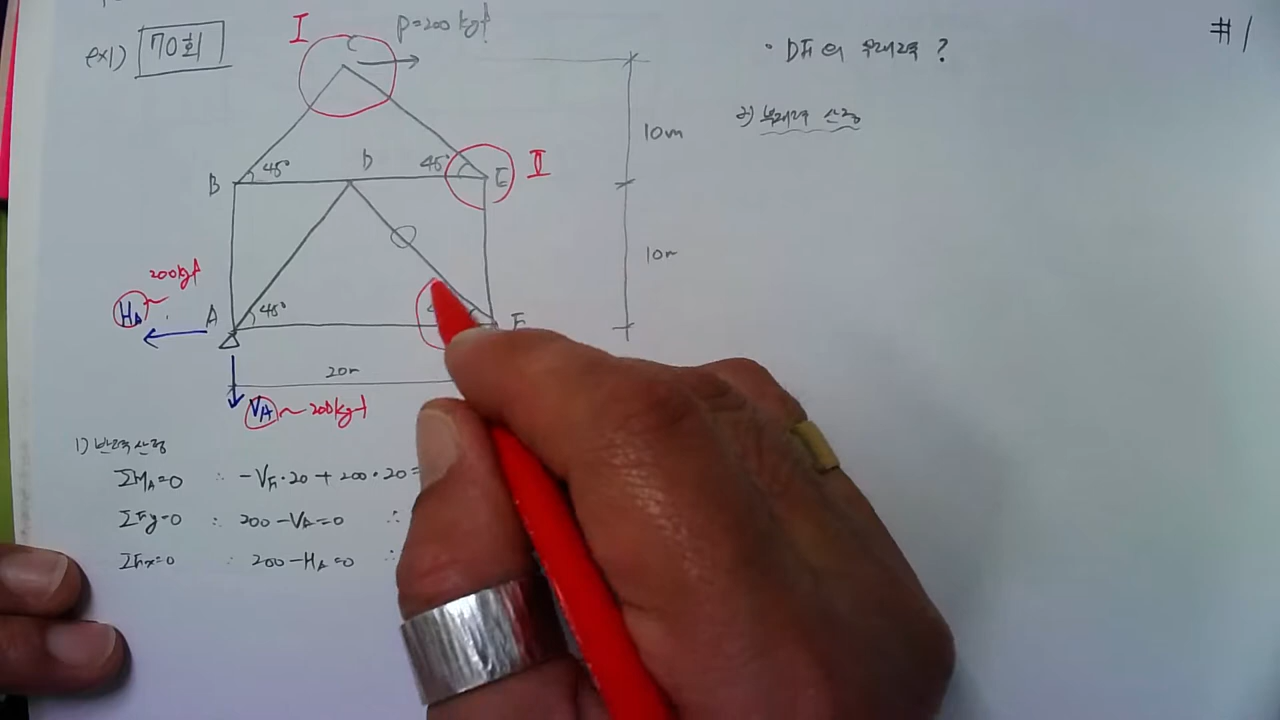 ex1) 70회
I
C
P=200kgf
#1
• DF의 부재력?
2) 부재력 산정
10m
B 45° D 45° E II
10m
200kgf
HA
A 45° F
20m
VA ~ 200kgf
1) 반력산정
ΣMA=0 ∴ -VF·20+200·20=
ΣFy=0 ∴ 200-VA=0 ∴
ΣFx=0 ∴ 200-HA=0 ∴